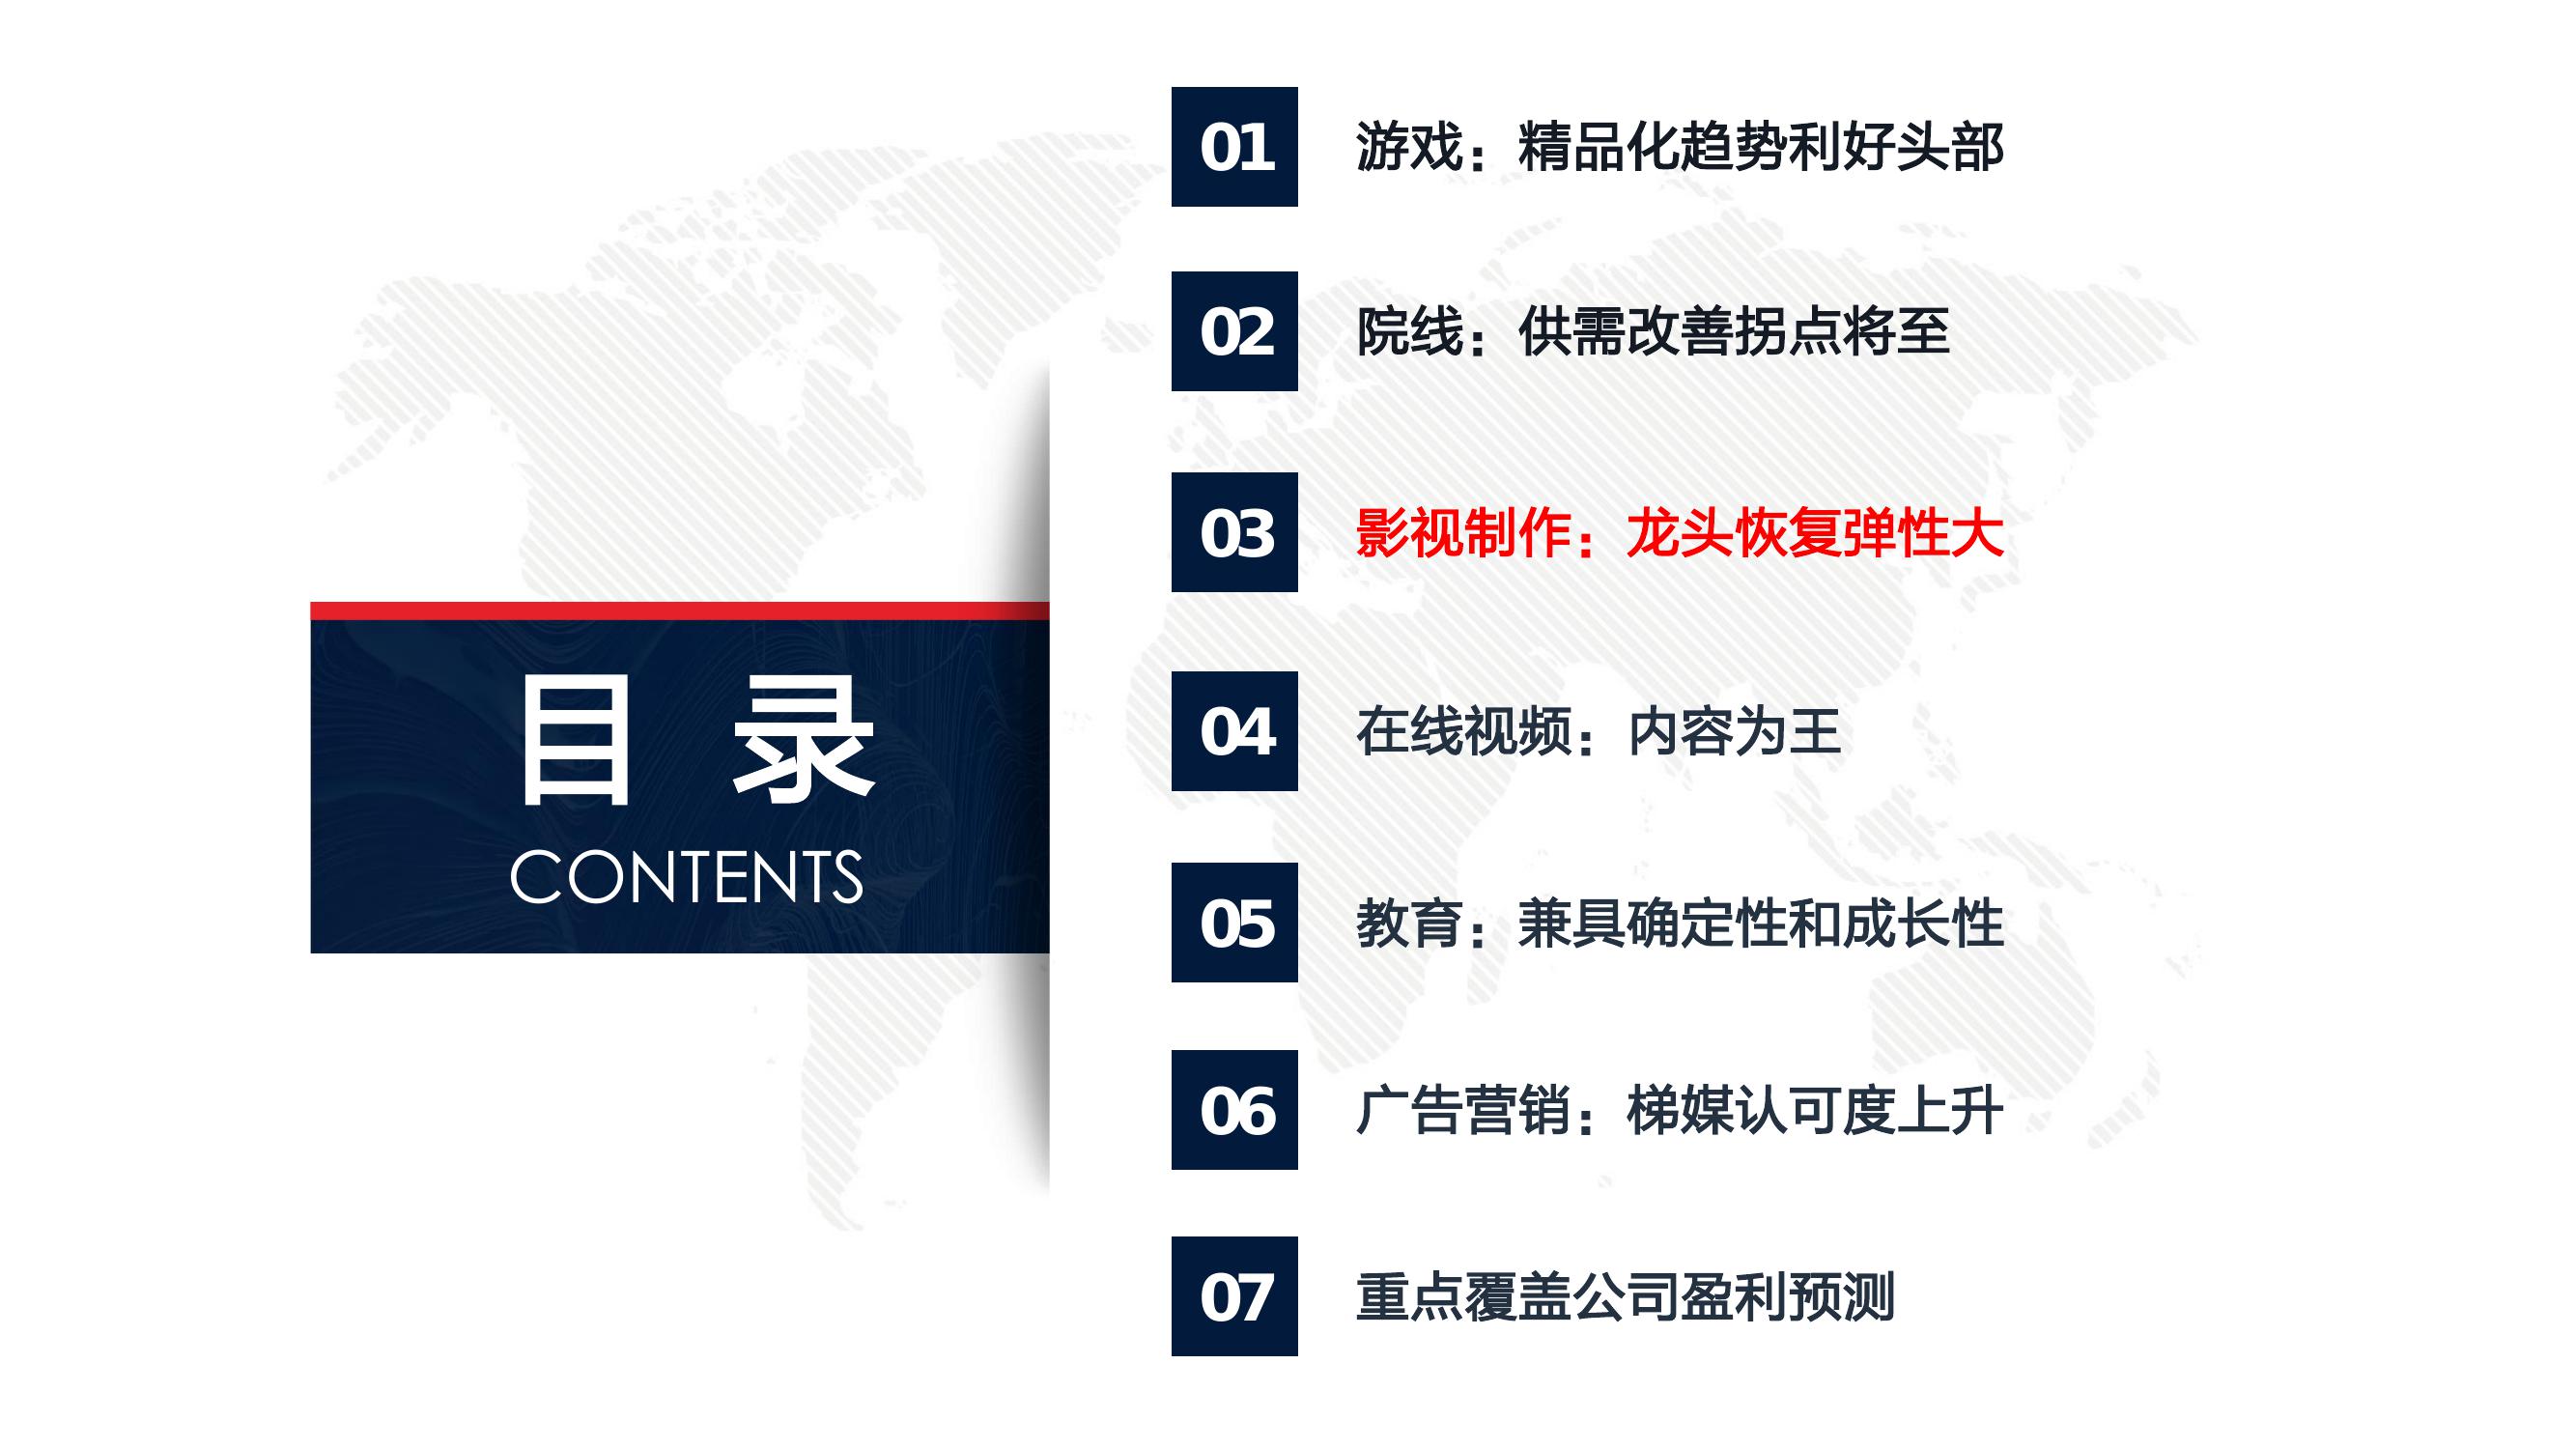 目 录
CONTENTS
01 游戏：精品化趋势利好头部
02 院线：供需改善拐点将至
03 影视制作：龙头恢复弹性大
04 在线视频：内容为王
05 教育：兼具确定性和成长性
06 广告营销：梯媒认可度上升
07 重点覆盖公司盈利预测